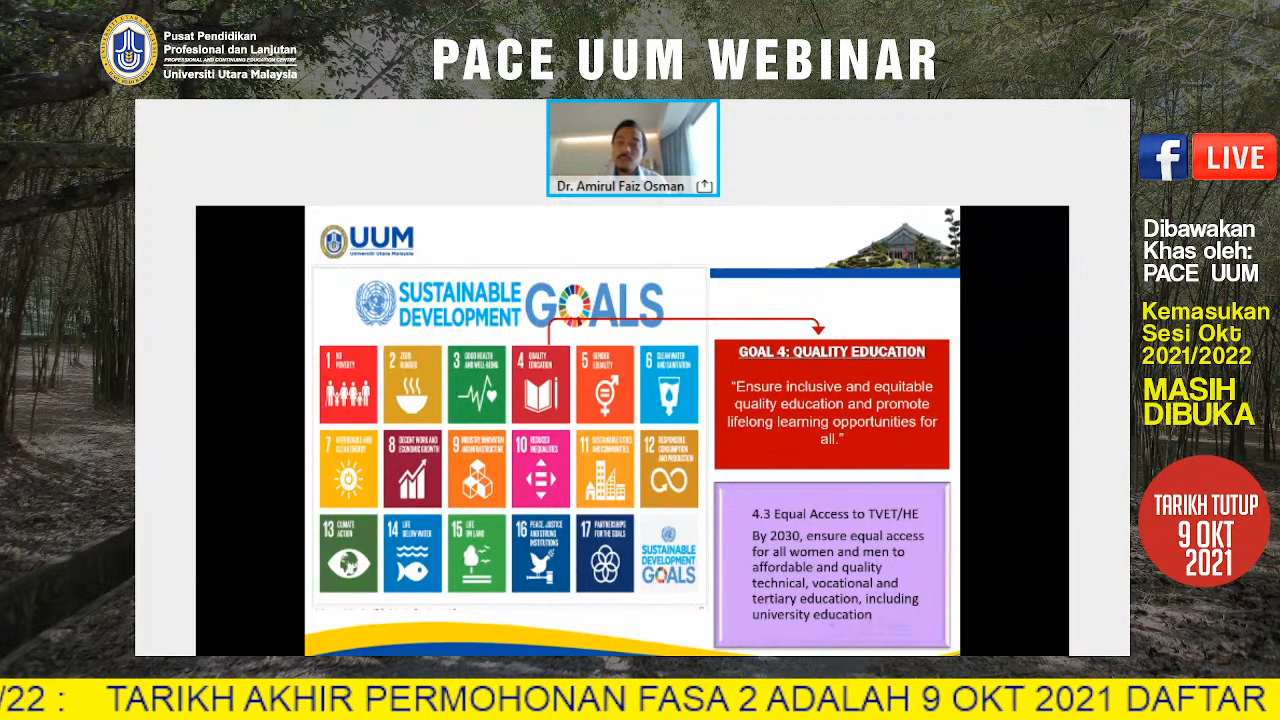 Pusat Pendidikan
Profesional dan Lanjutan
PROFESSIONAL AND CONTINUING EDUCATION CENTRE
Universiti Utara Malaysia
PACE UUM WEBINAR
Dr. Amirul Faiz Osman
f LIVE
Dibawakan
Khas oleh:
PACE UUM
Kemasukan
Sesi Okt
2021/2022
MASIH
DIBUKA
TARIKH TUTUP
9 OKT
2021
UUM
Universiti Utara Malaysia
SUSTAINABLE
DEVELOPMENT
GOALS
1 NO
POVERTY
2 ZERO
HUNGER
3 GOOD HEALTH
AND WELL-BEING
4 QUALITY
EDUCATION
5 GENDER
EQUALITY
6 CLEAN WATER
AND SANITATION
7 AFFORDABLE AND
CLEAN ENERGY
8 DECENT WORK AND
ECONOMIC GROWTH
9 INDUSTRY, INNOVATION
AND INFRASTRUCTURE
10 REDUCED
INEQUALITIES
11 SUSTAINABLE CITIES
AND COMMUNITIES
12 RESPONSIBLE
CONSUMPTION
AND PRODUCTION
13 CLIMATE
ACTION
14 LIFE
BELOW WATER
15 LIFE
ON LAND
16 PEACE, JUSTICE
AND STRONG
INSTITUTIONS
17 PARTNERSHIPS
FOR THE GOALS
SUSTAINABLE
DEVELOPMENT
GOALS
GOAL 4: QUALITY EDUCATION
“Ensure inclusive and equitable
quality education and promote
lifelong learning opportunities for
all.”
4.3 Equal Access to TVET/HE
By 2030, ensure equal access
for all women and men to
affordable and quality
technical, vocational and
tertiary education, including
university education
/22 : TARIKH AKHIR PERMOHONAN FASA 2 ADALAH 9 OKT 2021 DAFTAR